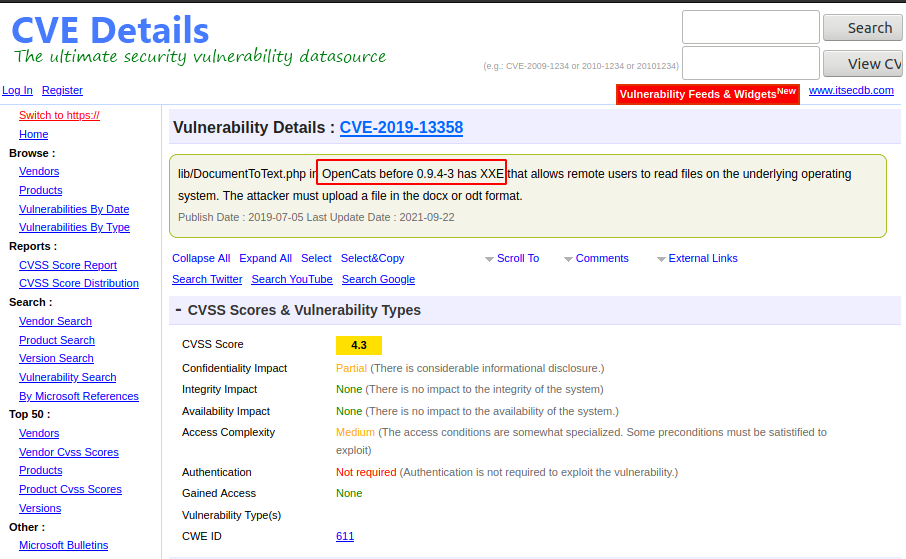 CVE Details
The ultimate security vulnerability datasource
Search
(e.g.: CVE-2009-1234 or 2010-1234 or 20101234)
View CV
Log In Register
Vulnerability Feeds & Widgets New www.itsecdb.com
Switch to https://
Home
Browse :
Vendors
Products
Vulnerabilities By Date
Vulnerabilities By Type
Reports :
CVSS Score Report
CVSS Score Distribution
Search :
Vendor Search
Product Search
Version Search
Vulnerability Search
By Microsoft References
Top 50 :
Vendors
Vendor Cvss Scores
Products
Product Cvss Scores
Versions
Other :
Microsoft Bulletins
Vulnerability Details : CVE-2019-13358
lib/DocumentToText.php in OpenCats before 0.9.4-3 has XXE that allows remote users to read files on the underlying operating
system. The attacker must upload a file in the docx or odt format.
Publish Date : 2019-07-05 Last Update Date : 2021-09-22
Collapse All Expand All Select Select&Copy Scroll To Comments External Links
Search Twitter Search YouTube Search Google
- CVSS Scores & Vulnerability Types
CVSS Score 4.3
Confidentiality Impact Partial (There is considerable informational disclosure.)
Integrity Impact None (There is no impact to the integrity of the system)
Availability Impact None (There is no impact to the availability of the system.)
Access Complexity Medium (The access conditions are somewhat specialized. Some preconditions must be satistified to
exploit)
Authentication Not required (Authentication is not required to exploit the vulnerability.)
Gained Access None
Vulnerability Type(s)
CWE ID 611